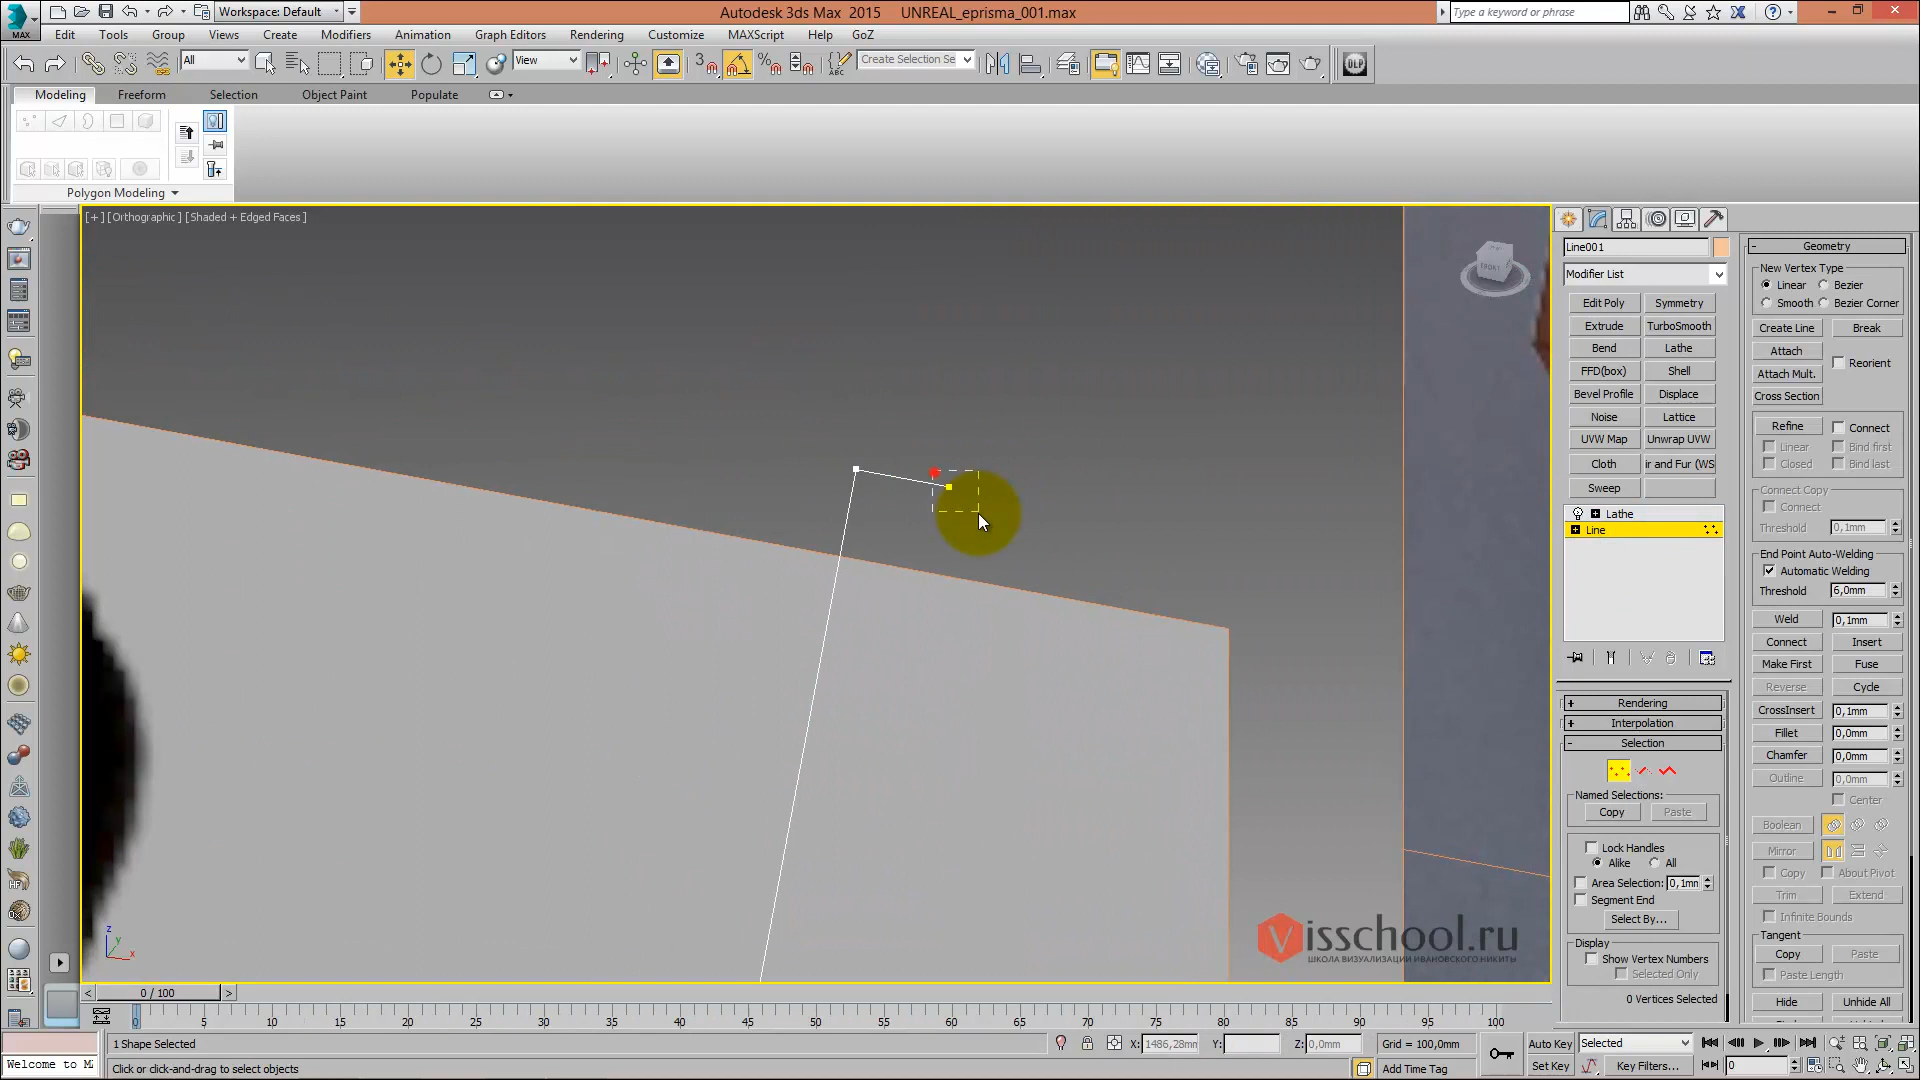 Workspace: Default
Autodesk 3ds Max 2015 UNREAL_eprisma_001.max
Type a keyword or phrase
MAX
Edit Tools Group Views Create Modifiers Animation Graph Editors Rendering Customize MAXScript Help GoZ
All
View
3
Create Selection Se
Modeling Freeform Selection Object Paint Populate
Polygon Modeling
[+] [Orthographic] [Shaded + Edged Faces]
FRONT
Line001
Modifier List
Edit Poly Symmetry
Extrude TurboSmooth
Bend Lathe
FFD(box) Shell
Bevel Profile Displace
Noise Lattice
UVW Map Unwrap UVW
Cloth ir and Fur (WS
Sweep
Lathe
Line
Rendering
Interpolation
Selection
Named Selections:
Copy Paste
Lock Handles
Alike All
Area Selection: 0,1mm
Segment End
Select By...
Display
Show Vertex Numbers
Selected Only
0 Vertices Selected
Geometry
New Vertex Type
Linear Bezier
Smooth Bezier Corner
Create Line Break
Attach
Reorient
Attach Mult.
Cross Section
Refine Connect
Linear Bind first
Closed Bind last
Connect Copy
Connect
Threshold 0,1mm
End Point Auto-Welding
Automatic Welding
Threshold 6,0mm
Weld 0,1mm
Connect Insert
Make First Fuse
Reverse Cycle
CrossInsert 0,1mm
Fillet 0,0mm
Chamfer 0,0mm
Outline 0,0mm
Center
Boolean
Mirror
Copy About Pivot
Trim Extend
Infinite Bounds
Tangent
Copy Paste
Paste Length
Hide Unhide All
z
y
x
Visschool.ru
ШКОЛА ВИЗУАЛИЗАЦИИ ИВАНОВСКОГО НИКИТЫ
< 0 / 100 >
0 5 10 15 20 25 30 35 40 45 50 55 60 65 70 75 80 85 90 95 100
1 Shape Selected
X: 1486,28mm Y: Z: 0,0mm Grid = 100,0mm
Auto Key Selected
Welcome to M
Click or click-and-drag to select objects
Add Time Tag
Set Key Key Filters... 0